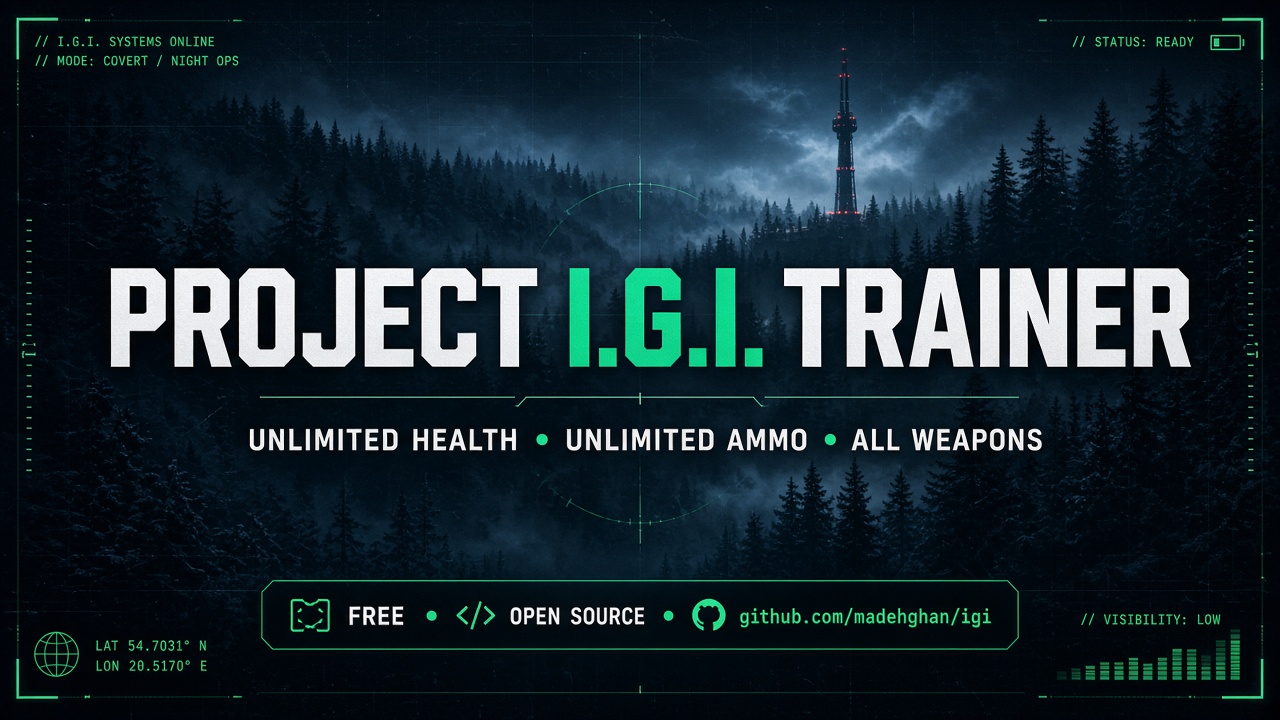 // I.G.I. SYSTEMS ONLINE
// MODE: COVERT / NIGHT OPS
// STATUS: READY
PROJECT I.G.I. TRAINER
UNLIMITED HEALTH • UNLIMITED AMMO • ALL WEAPONS
FREE • </> OPEN SOURCE • github.com/madehghan/igi
LAT 54.7031° N
LON 20.5170° E
// VISIBILITY: LOW